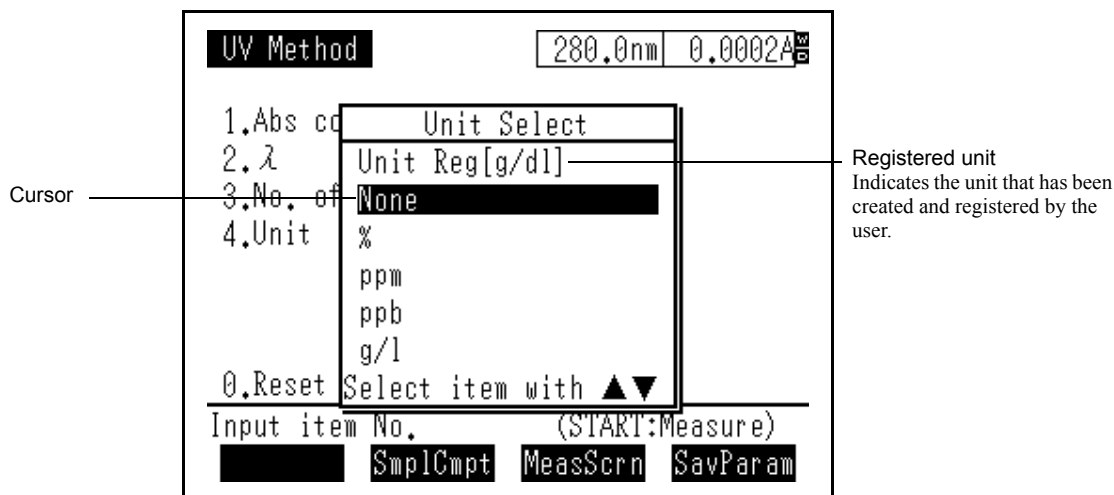 UV Method 280.0nm 0.0002A W D
1.Abs co
Unit Select
2.λ
Unit Reg[g/dl]
Registered unit
Indicates the unit that has been
created and registered by the
user.
Cursor
3.No. of
None
4.Unit
%
ppm
ppb
g/l
0.Reset
Select item with ▲▼
Input item No. (START:Measure)
SmplCmpt MeasScrn SavParam